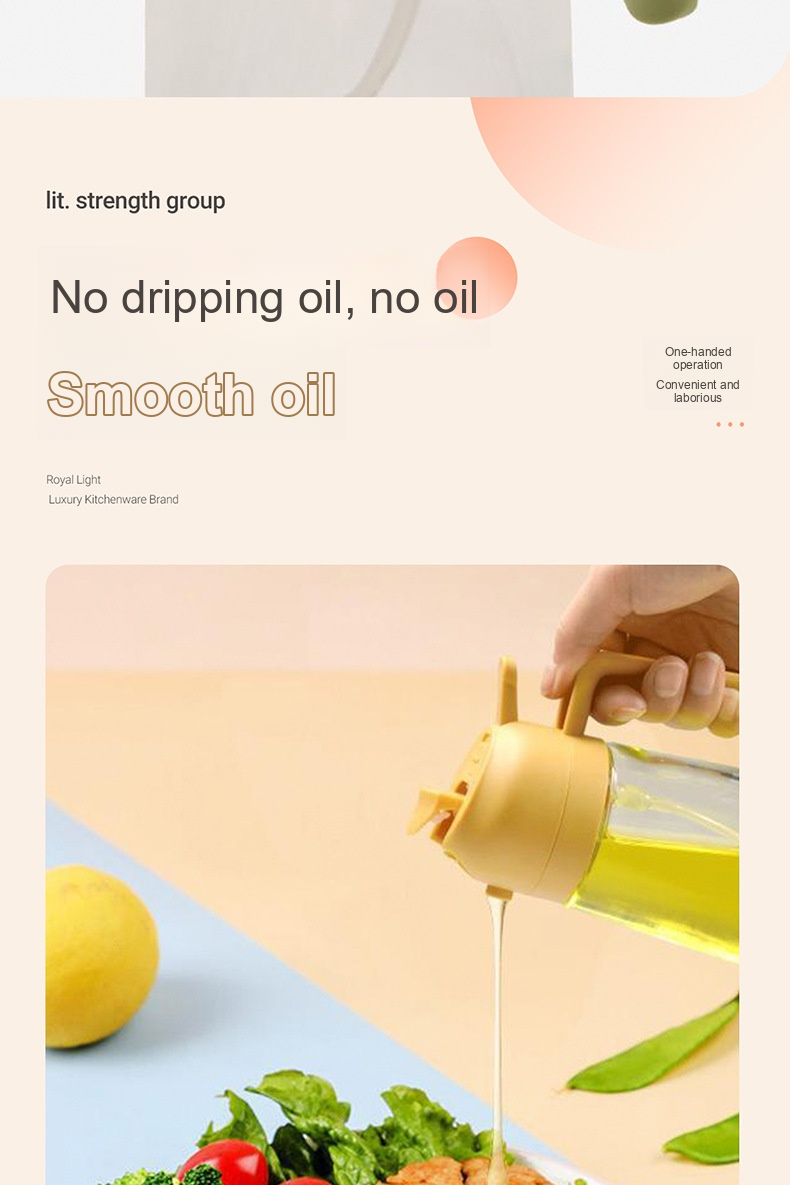 lit. strength group
No dripping oil, no oil
Smooth oil
One-handed
operation
Convenient and
laborious
Royal Light
Luxury Kitchenware Brand